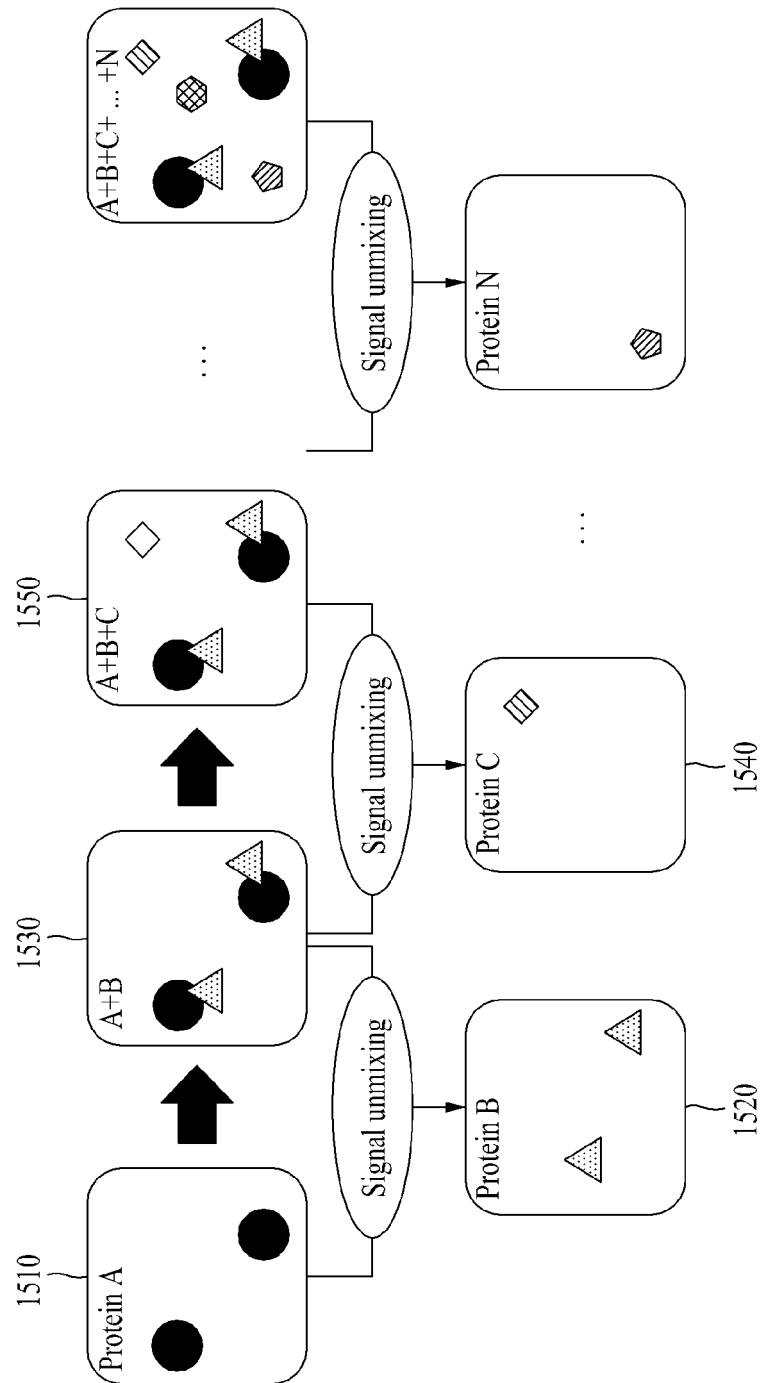 1510
1530
1550
Protein A
A+B
A+B+C
...
A+B+C+ ... +N
Signal unmixing
Signal unmixing
Signal unmixing
Protein B
Protein C
...
Protein N
1520
1540